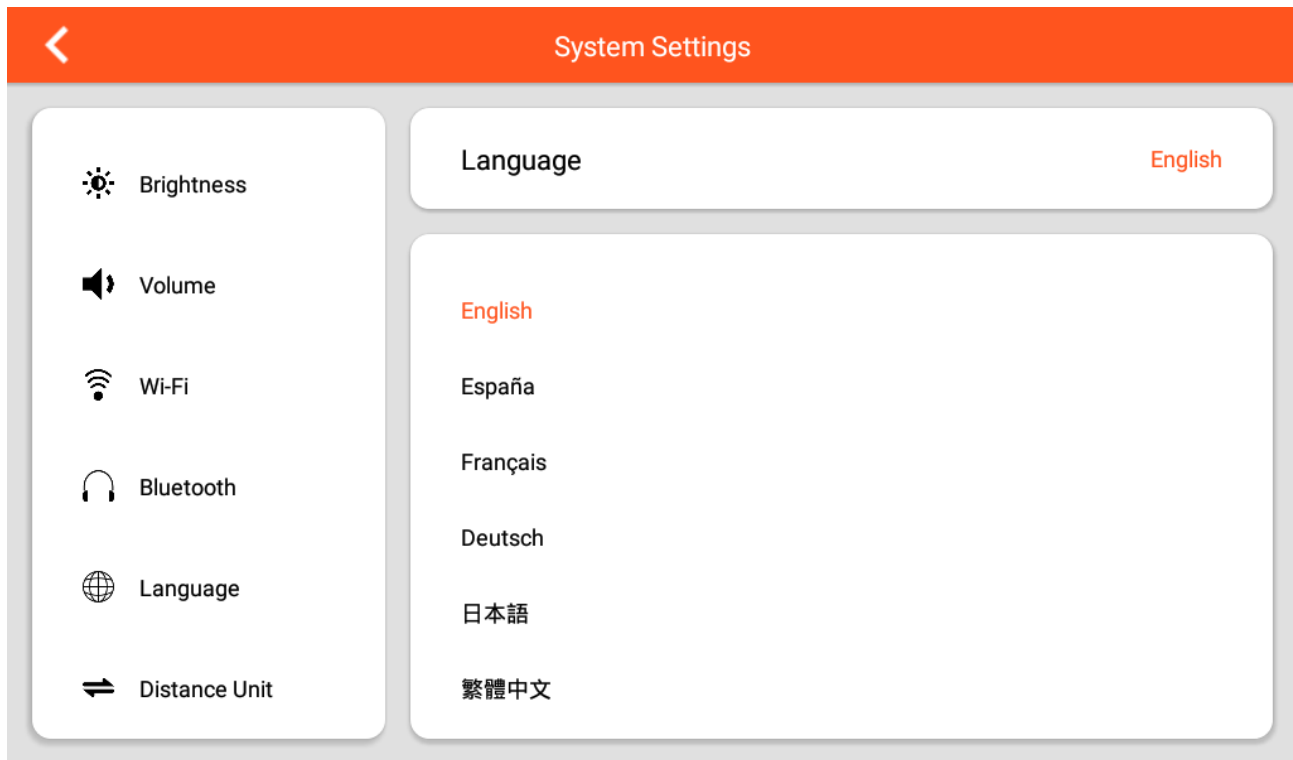 System Settings
Brightness
Volume
Wi-Fi
Bluetooth
Language
Distance Unit
Language English
English
España
Français
Deutsch
日本語
繁體中文